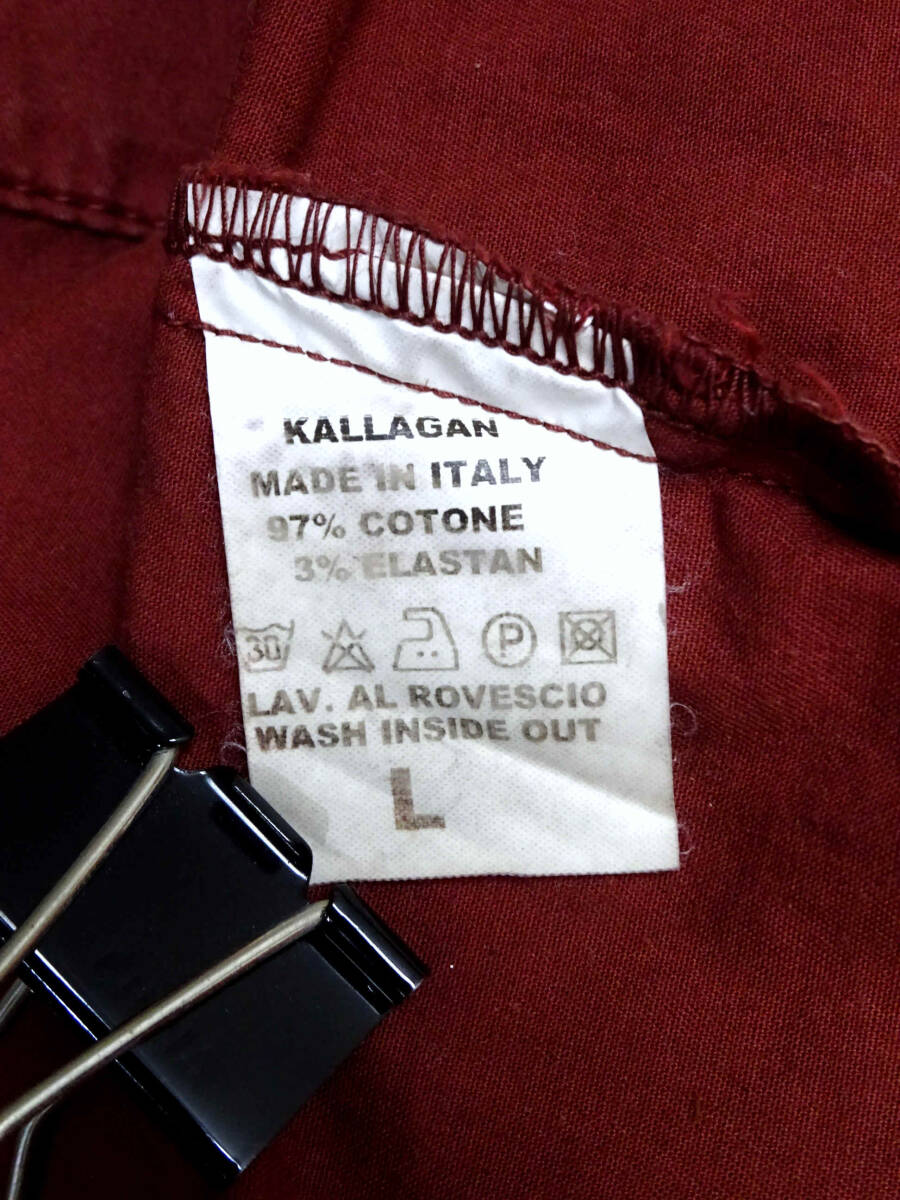 KALLAGAN
MADE IN ITALY
97% COTONE
3% ELASTAN
30 P
LAV. AL ROVESCIO
WASH INSIDE OUT
L